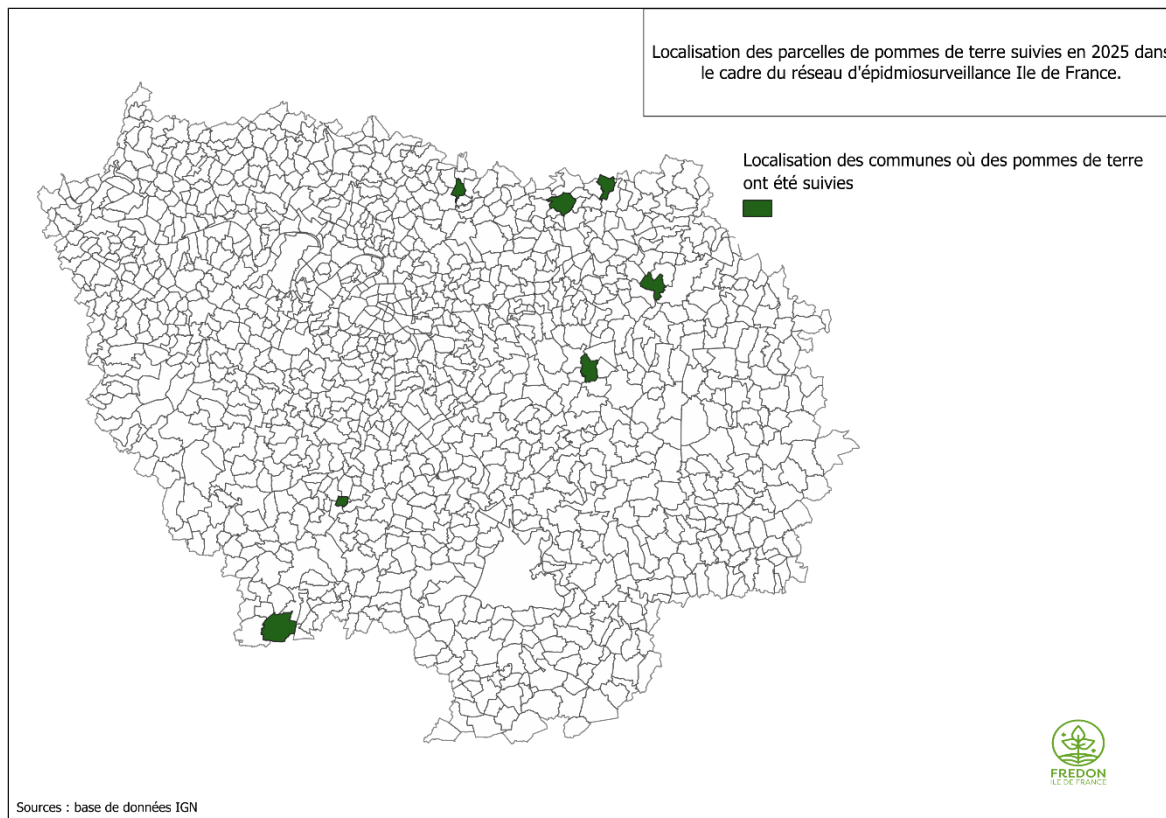 Localisation des parcelles de pommes de terre suivies en 2025 dans
le cadre du réseau d'épidmiosurveillance Ile de France.
Localisation des communes où des pommes de terre
ont été suivies
FREDON
ILE DE FRANCE
Sources : base de données IGN